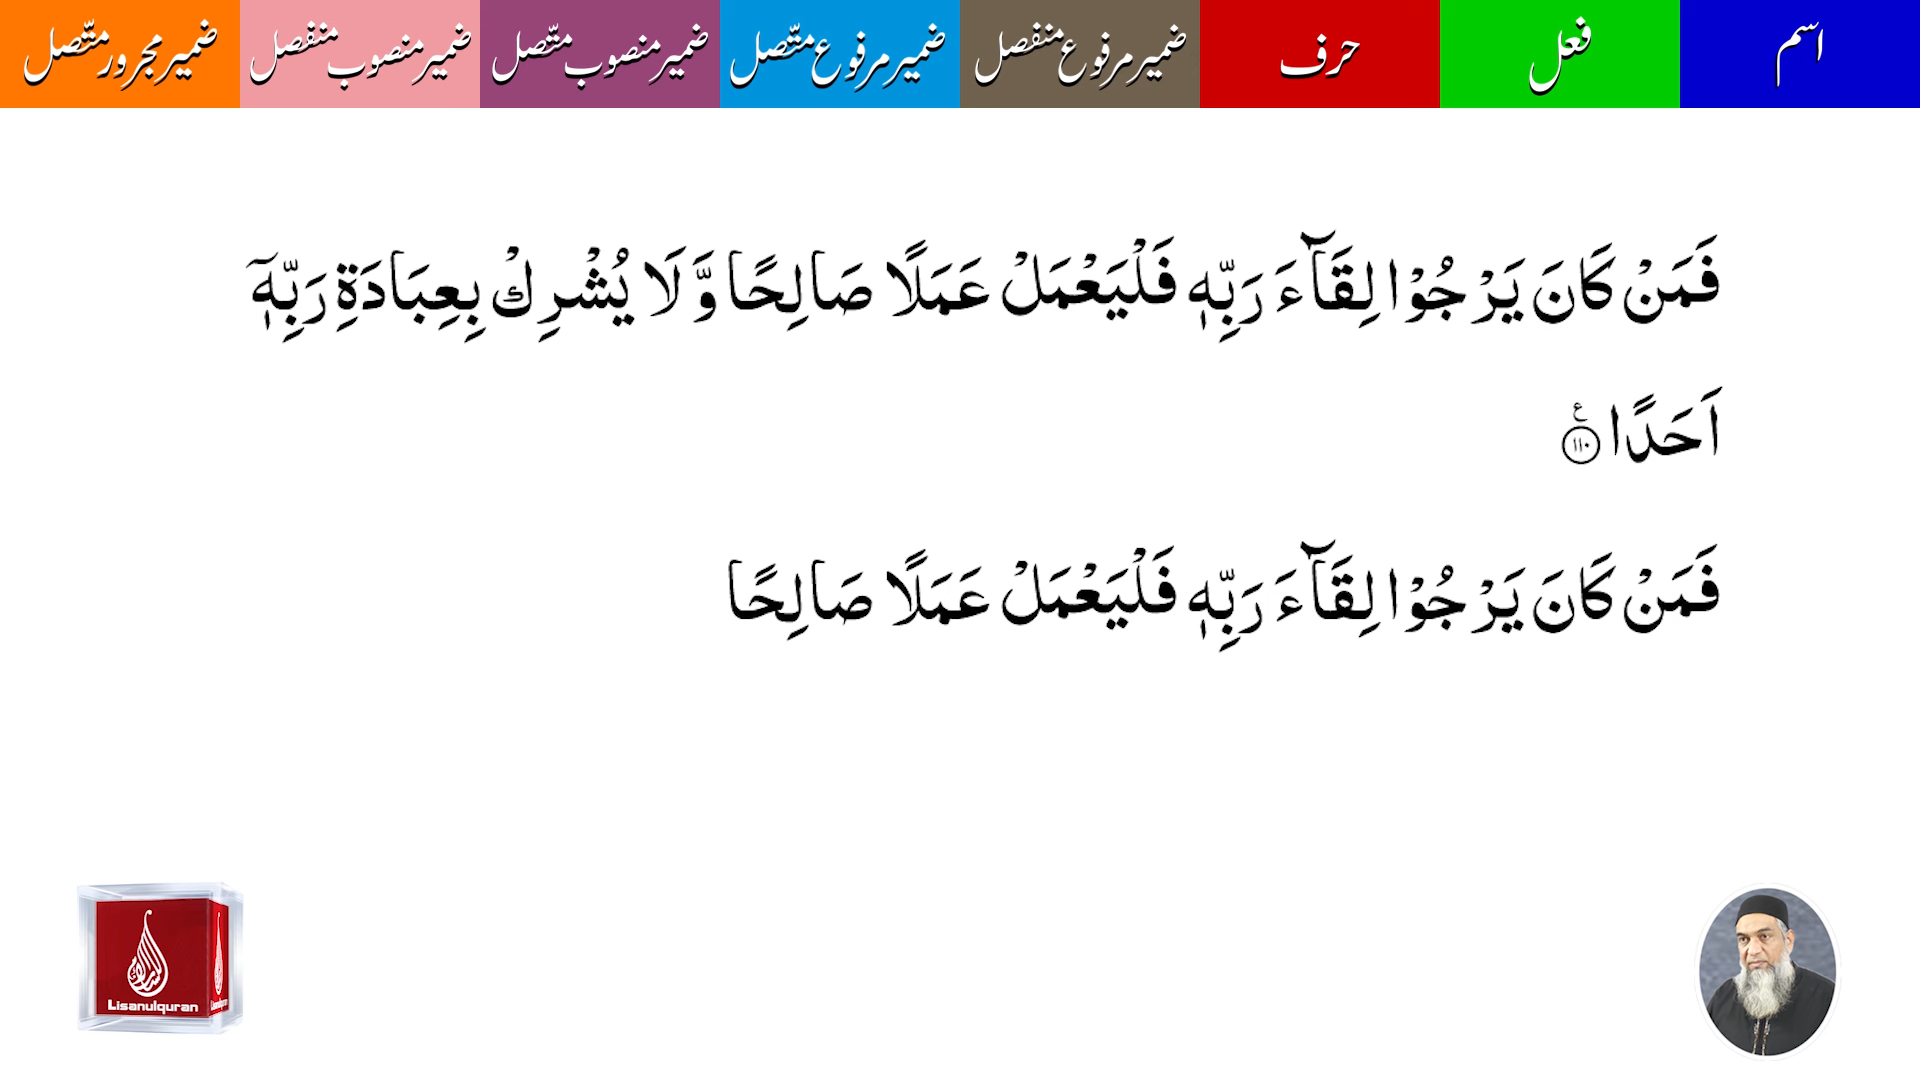 اسم فعل حرف ضمیر مرفوع منفصل ضمیر مرفوع متّصل ضمیر منصوب متّصل ضمیر منصوب منفصل ضمیر مجرور متّصل
فَمَنْ كَانَ يَرْجُوْا لِقَآءَ رَبِّهٖ فَلْيَعْمَلْ عَمَلًا صَالِحًا وَّلَا يُشْرِكْ بِعِبَادَةِ رَبِّهٖٓ
اَحَدًا ۝۱۱۰ ع
فَمَنْ كَانَ يَرْجُوْا لِقَآءَ رَبِّهٖ فَلْيَعْمَلْ عَمَلًا صَالِحًا
Lisanulquran